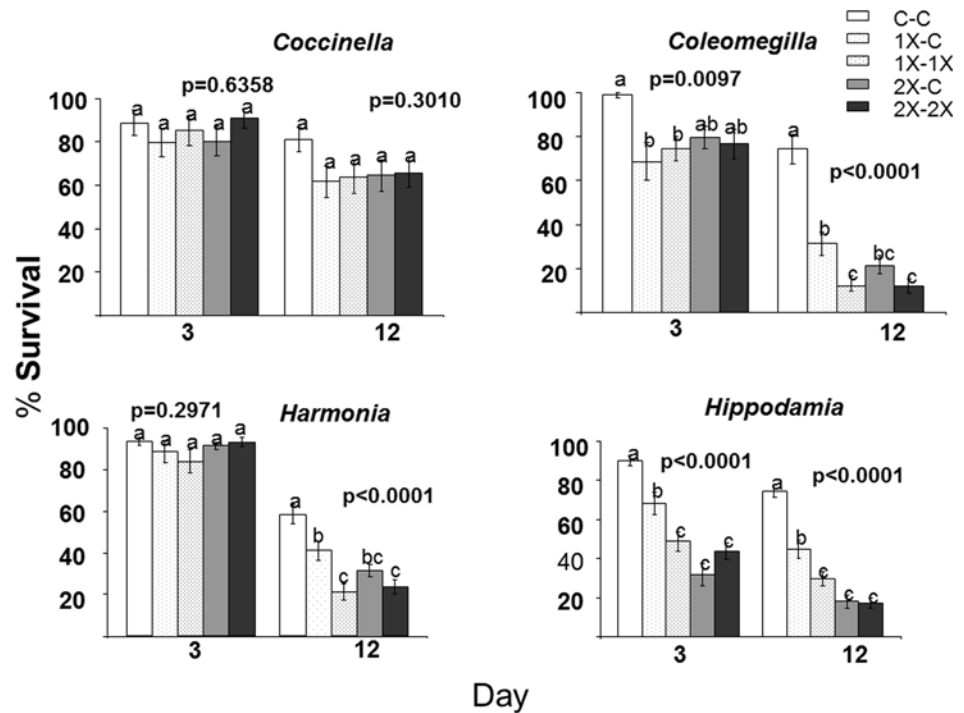 Coccinella
p=0.6358
p=0.3010
100
80
60
40
20
a a a a a
a a a a a
3 12
Coleomegilla
p=0.0097
p<0.0001
100
80
60
40
20
a b b ab ab
a b c bc c
3 12
C-C
1X-C
1X-1X
2X-C
2X-2X
% Survival
Harmonia
p=0.2971
p<0.0001
100
80
60
40
20
a a a a a
a b c bc c
3 12
Hippodamia
p<0.0001
p<0.0001
100
80
60
40
20
a b c c c
a b c c c
3 12
Day